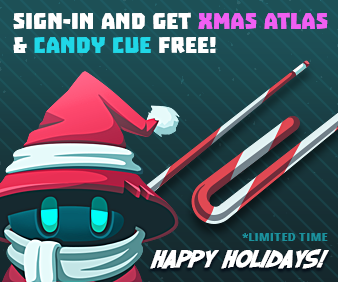 SIGN-IN AND GET XMAS ATLAS
& CANDY CUE FREE!
*LIMITED TIME
HAPPY HOLIDAYS!